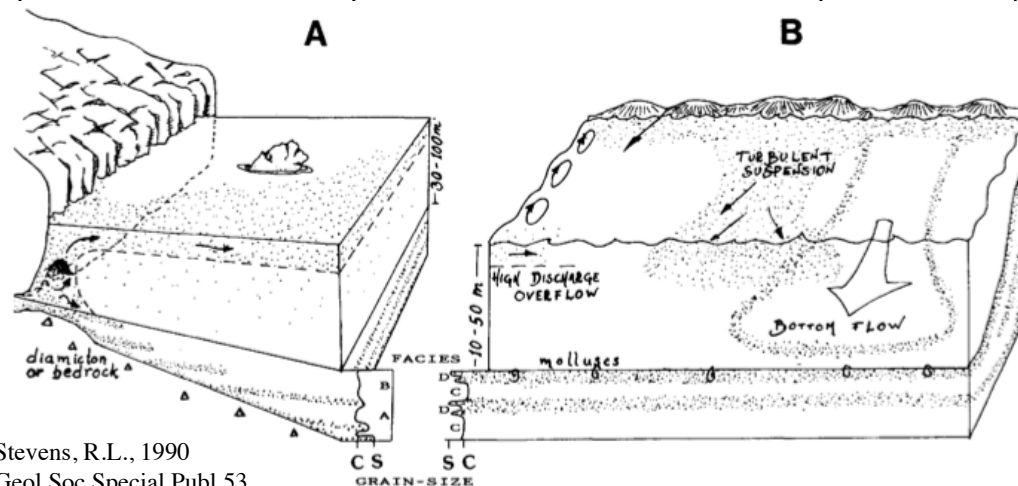 A
B
30-100m.
TURBULENT
SUSPENSION
HIGH DISCHARGE
OVERFLOW
10-50 m
BOTTOM FLOW
diamicton
or bedrock
FACIES
molluscs
B
A
D
C
D
C
C S
S C
GRAIN-SIZE
Stevens, R.L., 1990
Geol Soc Special Publ 53